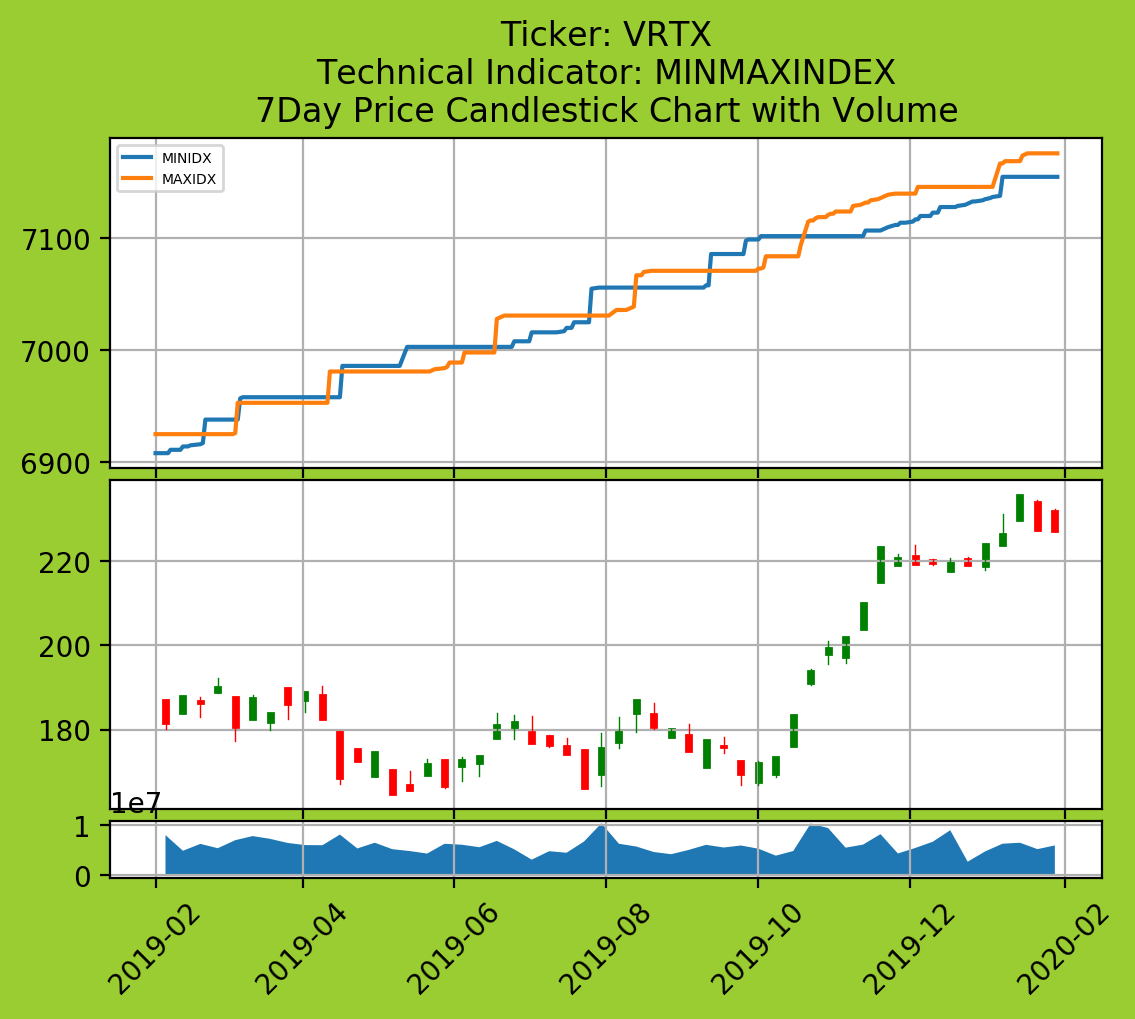 Ticker: VRTX
Technical Indicator: MINMAXINDEX
7Day Price Candlestick Chart with Volume
MINIDX
MAXIDX
7100
7000
6900
220
200
180
1e7
1
0
2019-02
2019-04
2019-06
2019-08
2019-10
2019-12
2020-02